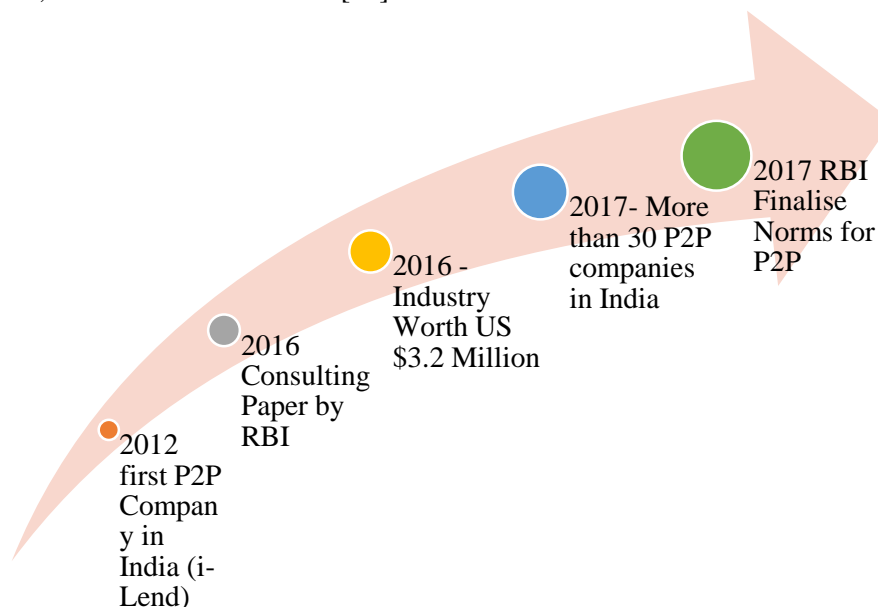 2012
first P2P
Compan
y in
India (i-
Lend)
2016
Consulting
Paper by
RBI
2016 -
Industry
Worth US
$3.2 Million
2017- More
than 30 P2P
companies
in India
2017 RBI
Finalise
Norms for
P2P